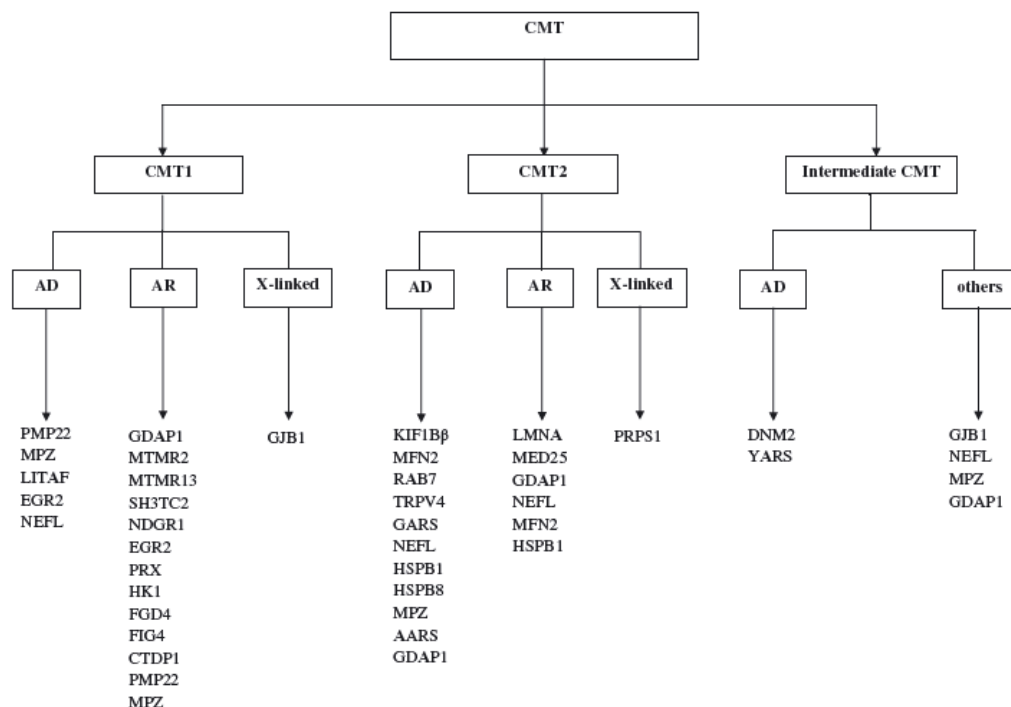 CMT
CMT1
CMT2
Intermediate CMT
AD
AR
X-linked
AD
AR
X-linked
AD
others
PMP22
MPZ
LITAF
EGR2
NEFL
GDAP1
MTMR2
MTMR13
SH3TC2
NDGR1
EGR2
PRX
HK1
FGD4
FIG4
CTDP1
PMP22
MPZ
GJB1
KIF1Bβ
MFN2
RAB7
TRPV4
GARS
NEFL
HSPB1
HSPB8
MPZ
AARS
GDAP1
LMNA
MED25
GDAP1
NEFL
MFN2
HSPB1
PRPS1
DNM2
YARS
GJB1
NEFL
MPZ
GDAP1